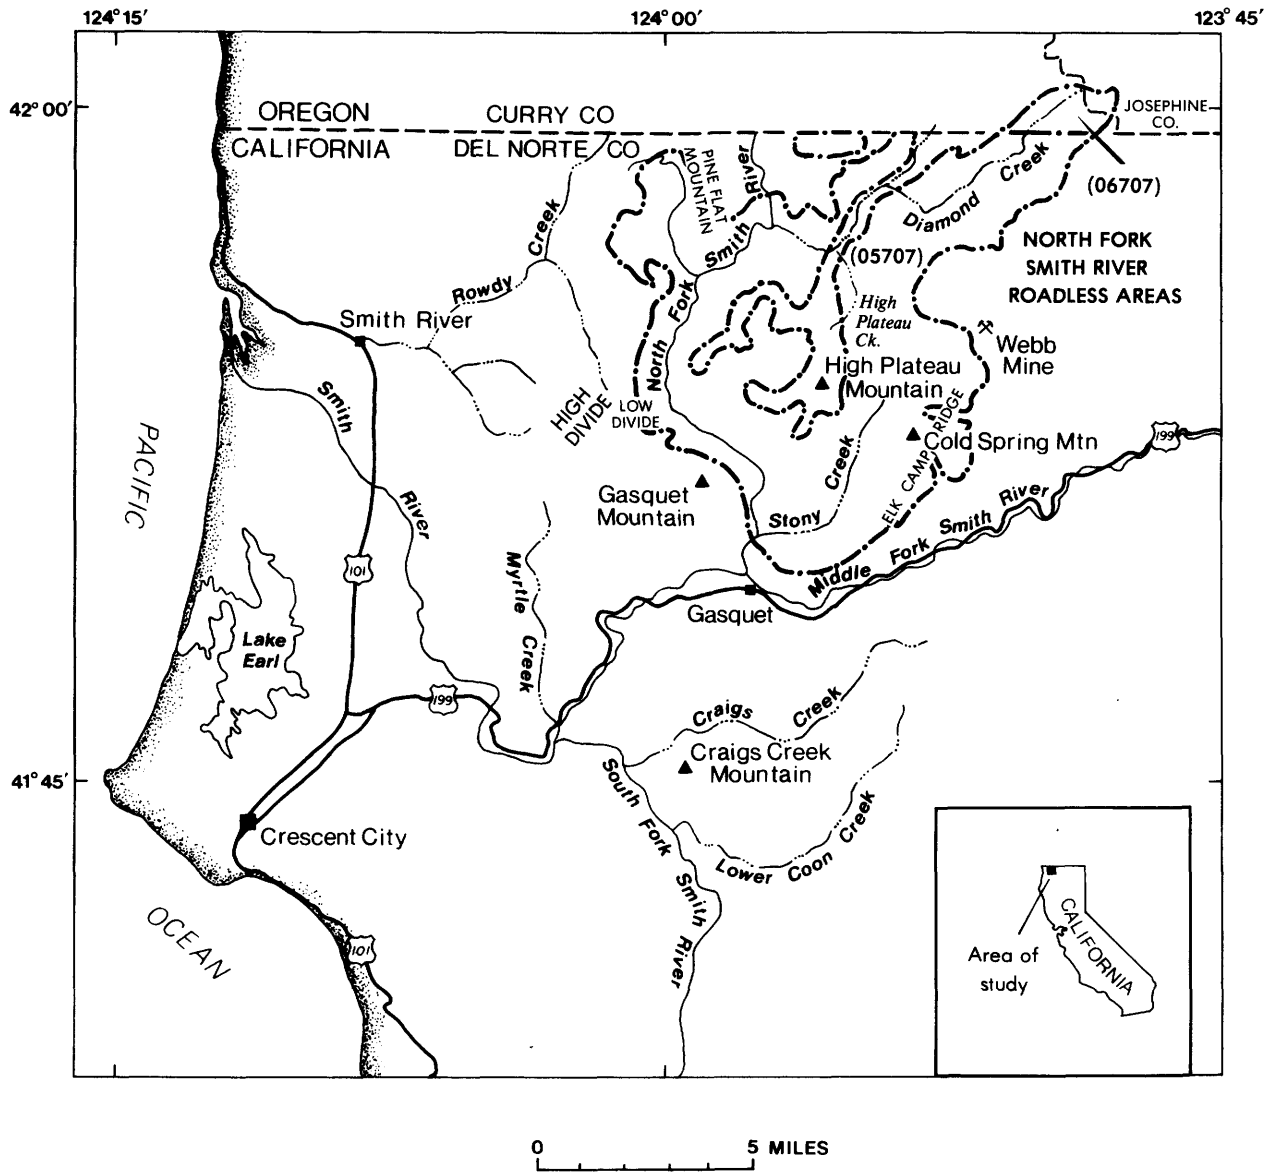 124°15'
124°00'
123°45'
42°00'
OREGON
CURRY CO
JOSEPHINE
CO.
CALIFORNIA
DEL NORTE CO
PINE FLAT
MOUNTAIN
River
Creek
Diamond
(06707)
Creek
Smith
(05707)
NORTH FORK
SMITH RIVER
ROADLESS AREAS
Rowdy
Fork
High
Plateau
Ck.
Smith River
North
Webb
Mine
High Plateau
Mountain
Smith
HIGH
DIVIDE
LOW
DIVIDE
RIDGE
199
PACIFIC
Creek
Cold Spring Mtn
CAMP
ELK
Gasquet
Mountain
River
Stony
River
Smith
Fork
Middle
101
Myrtle
Gasquet
Lake
Earl
Creek
199
Craigs
Creek
Craigs Creek
Mountain
41°45'
South
Fork
Creek
Crescent City
Lower
Coon
Smith
River
OCEAN
101
CALIFORNIA
Area of
study
0
5 MILES